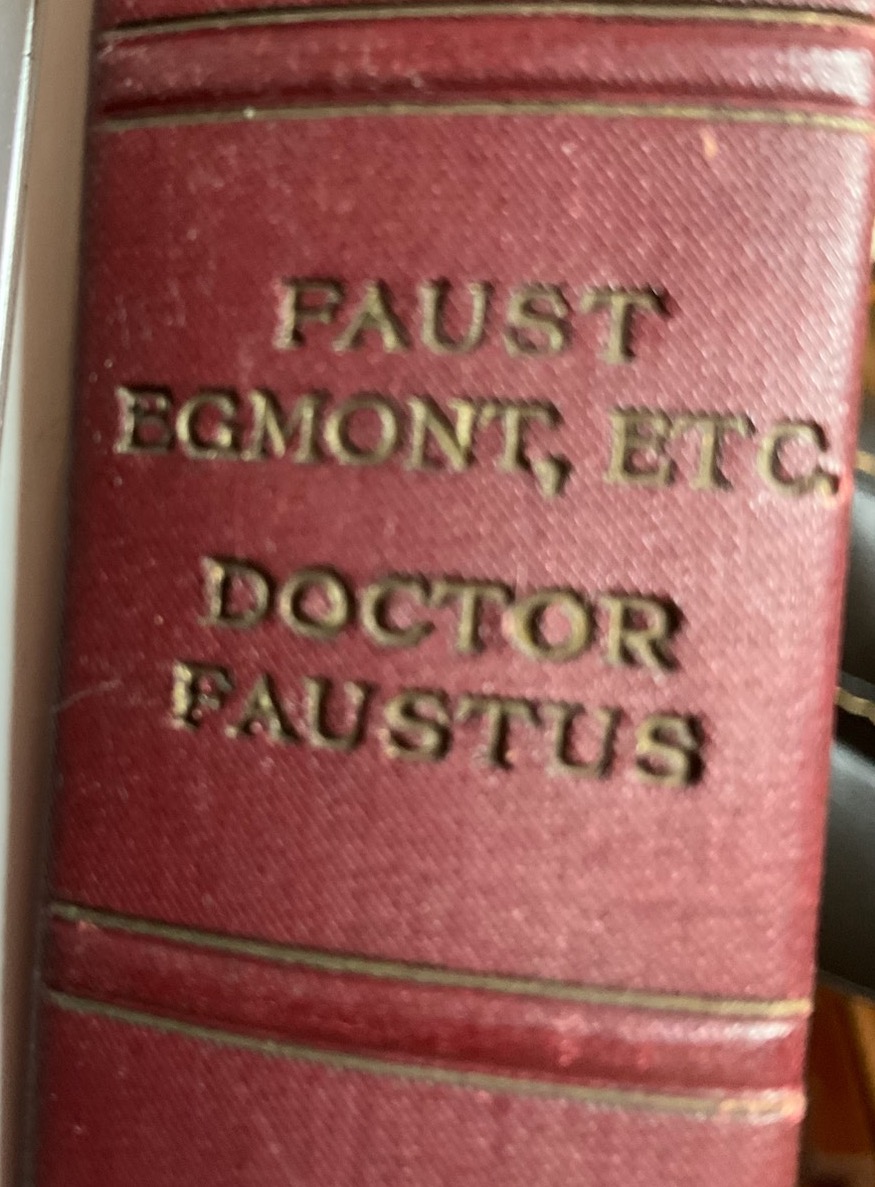 FAUST
EGMONT, ETC.
DOCTOR
FAUSTUS